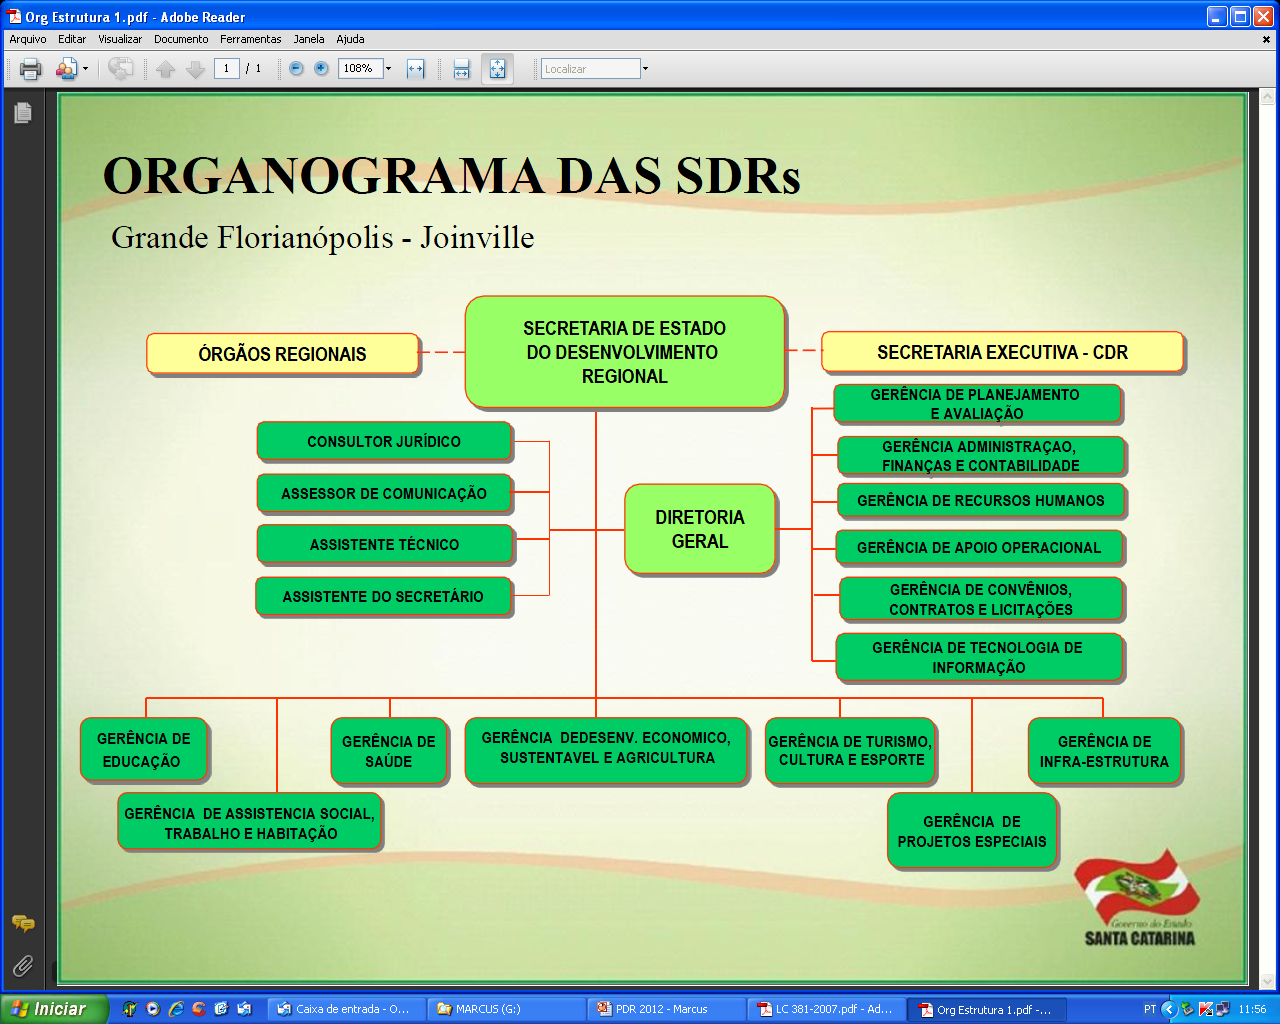 Org Estrutura 1.pdf - Adobe Reader
Arquivo Editar Visualizar Documento Ferramentas Janela Ajuda
1 / 1 108% Localizar
ORGANOGRAMA DAS SDRs
Grande Florianópolis - Joinville
SECRETARIA DE ESTADO
DO DESENVOLVIMENTO
REGIONAL
ÓRGÃOS REGIONAIS
SECRETARIA EXECUTIVA - CDR
CONSULTOR JURÍDICO
ASSESSOR DE COMUNICAÇÃO
ASSISTENTE TÉCNICO
ASSISTENTE DO SECRETÁRIO
DIRETORIA
GERAL
GERÊNCIA DE PLANEJAMENTO
E AVALIAÇÃO
GERÊNCIA ADMINISTRAÇAO,
FINANÇAS E CONTABILIDADE
GERÊNCIA DE RECURSOS HUMANOS
GERÊNCIA DE APOIO OPERACIONAL
GERÊNCIA DE CONVÊNIOS,
CONTRATOS E LICITAÇÕES
GERÊNCIA DE TECNOLOGIA DE
INFORMAÇÃO
GERÊNCIA DE
EDUCAÇÃO
GERÊNCIA DE
SAÚDE
GERÊNCIA DEDESENV. ECONOMICO,
SUSTENTAVEL E AGRICULTURA
GERÊNCIA DE TURISMO,
CULTURA E ESPORTE
GERÊNCIA DE
INFRA-ESTRUTURA
GERÊNCIA DE ASSISTENCIA SOCIAL,
TRABALHO E HABITAÇÃO
GERÊNCIA DE
PROJETOS ESPECIAIS
Governo do Estado
SANTA CATARINA
Iniciar Caixa de entrada - O... MARCUS (G:) PDR 2012 - Marcus LC 381-2007.pdf - Ad... Org Estrutura 1.pdf -... PT 11:56